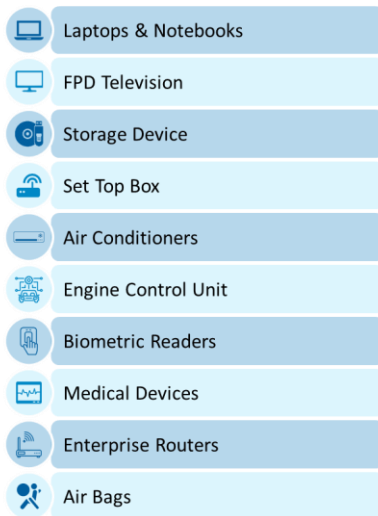 Laptops & Notebooks
FPD Television
Storage Device
Set Top Box
Air Conditioners
Engine Control Unit
Biometric Readers
Medical Devices
Enterprise Routers
Air Bags